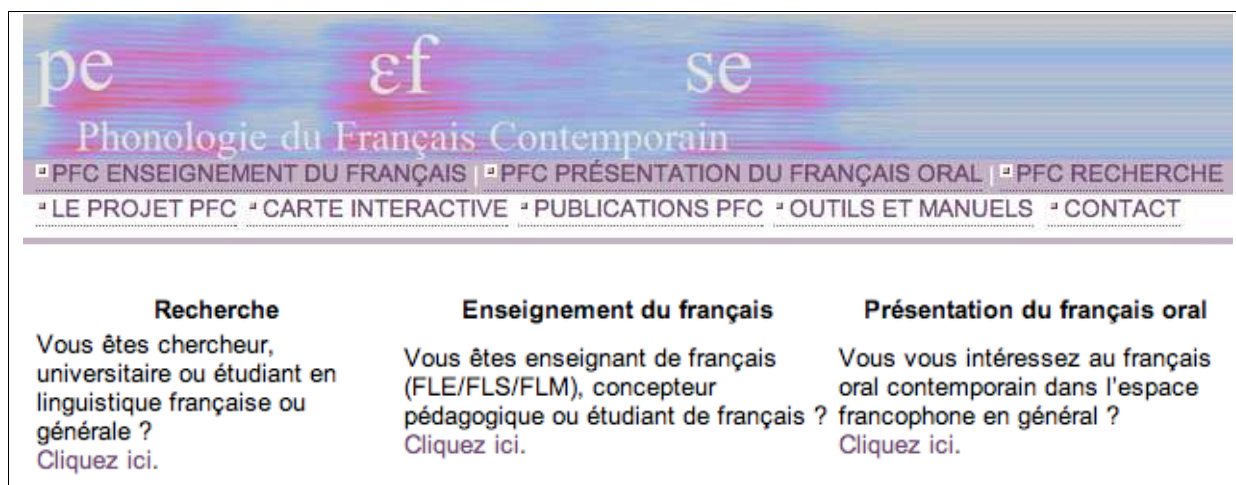 pe εf se
Phonologie du Français Contemporain
PFC ENSEIGNEMENT DU FRANÇAIS | PFC PRÉSENTATION DU FRANÇAIS ORAL | PFC RECHERCHE
LE PROJET PFC CARTE INTERACTIVE PUBLICATIONS PFC OUTILS ET MANUELS CONTACT
Recherche
Vous êtes chercheur,
universitaire ou étudiant en
linguistique française ou
générale ?
Cliquez ici.
Enseignement du français
Vous êtes enseignant de français
(FLE/FLS/FLM), concepteur
pédagogique ou étudiant de français ?
Cliquez ici.
Présentation du français oral
Vous vous intéressez au français
oral contemporain dans l'espace
francophone en général ?
Cliquez ici.